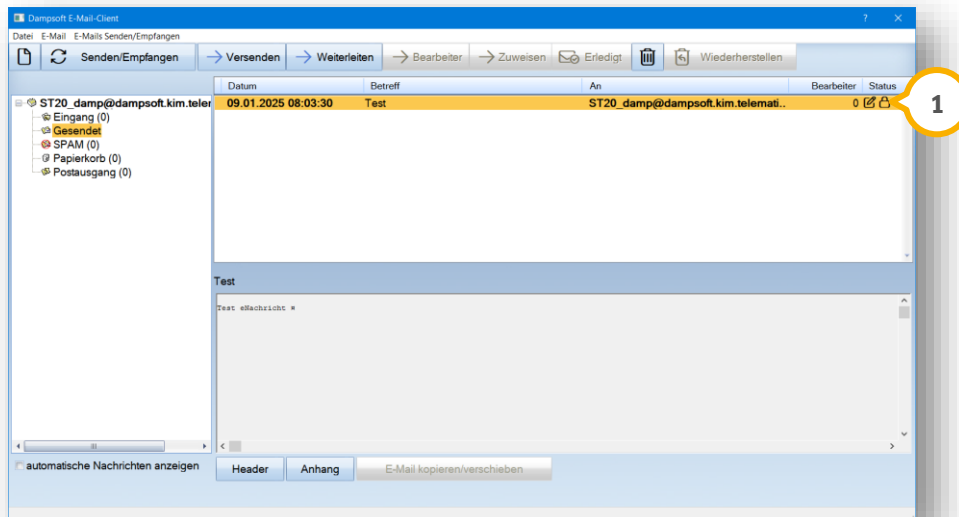 Dampsoft E-Mail-Client
Datei E-Mail E-Mails Senden/Empfangen
Senden/Empfangen Versenden Weiterleiten Bearbeiter Zuweisen Erledigt Wiederherstellen
Datum Betreff An Bearbeiter Status
09.01.2025 08:03:30 Test ST20_damp@dampsoft.kim.telemati.. 0
1
ST20_damp@dampsoft.kim.teler
Eingang (0)
Gesendet
SPAM (0)
Papierkorb (0)
Postausgang (0)
Test
Test eNachricht *
automatische Nachrichten anzeigen
Header Anhang E-Mail kopieren/verschieben